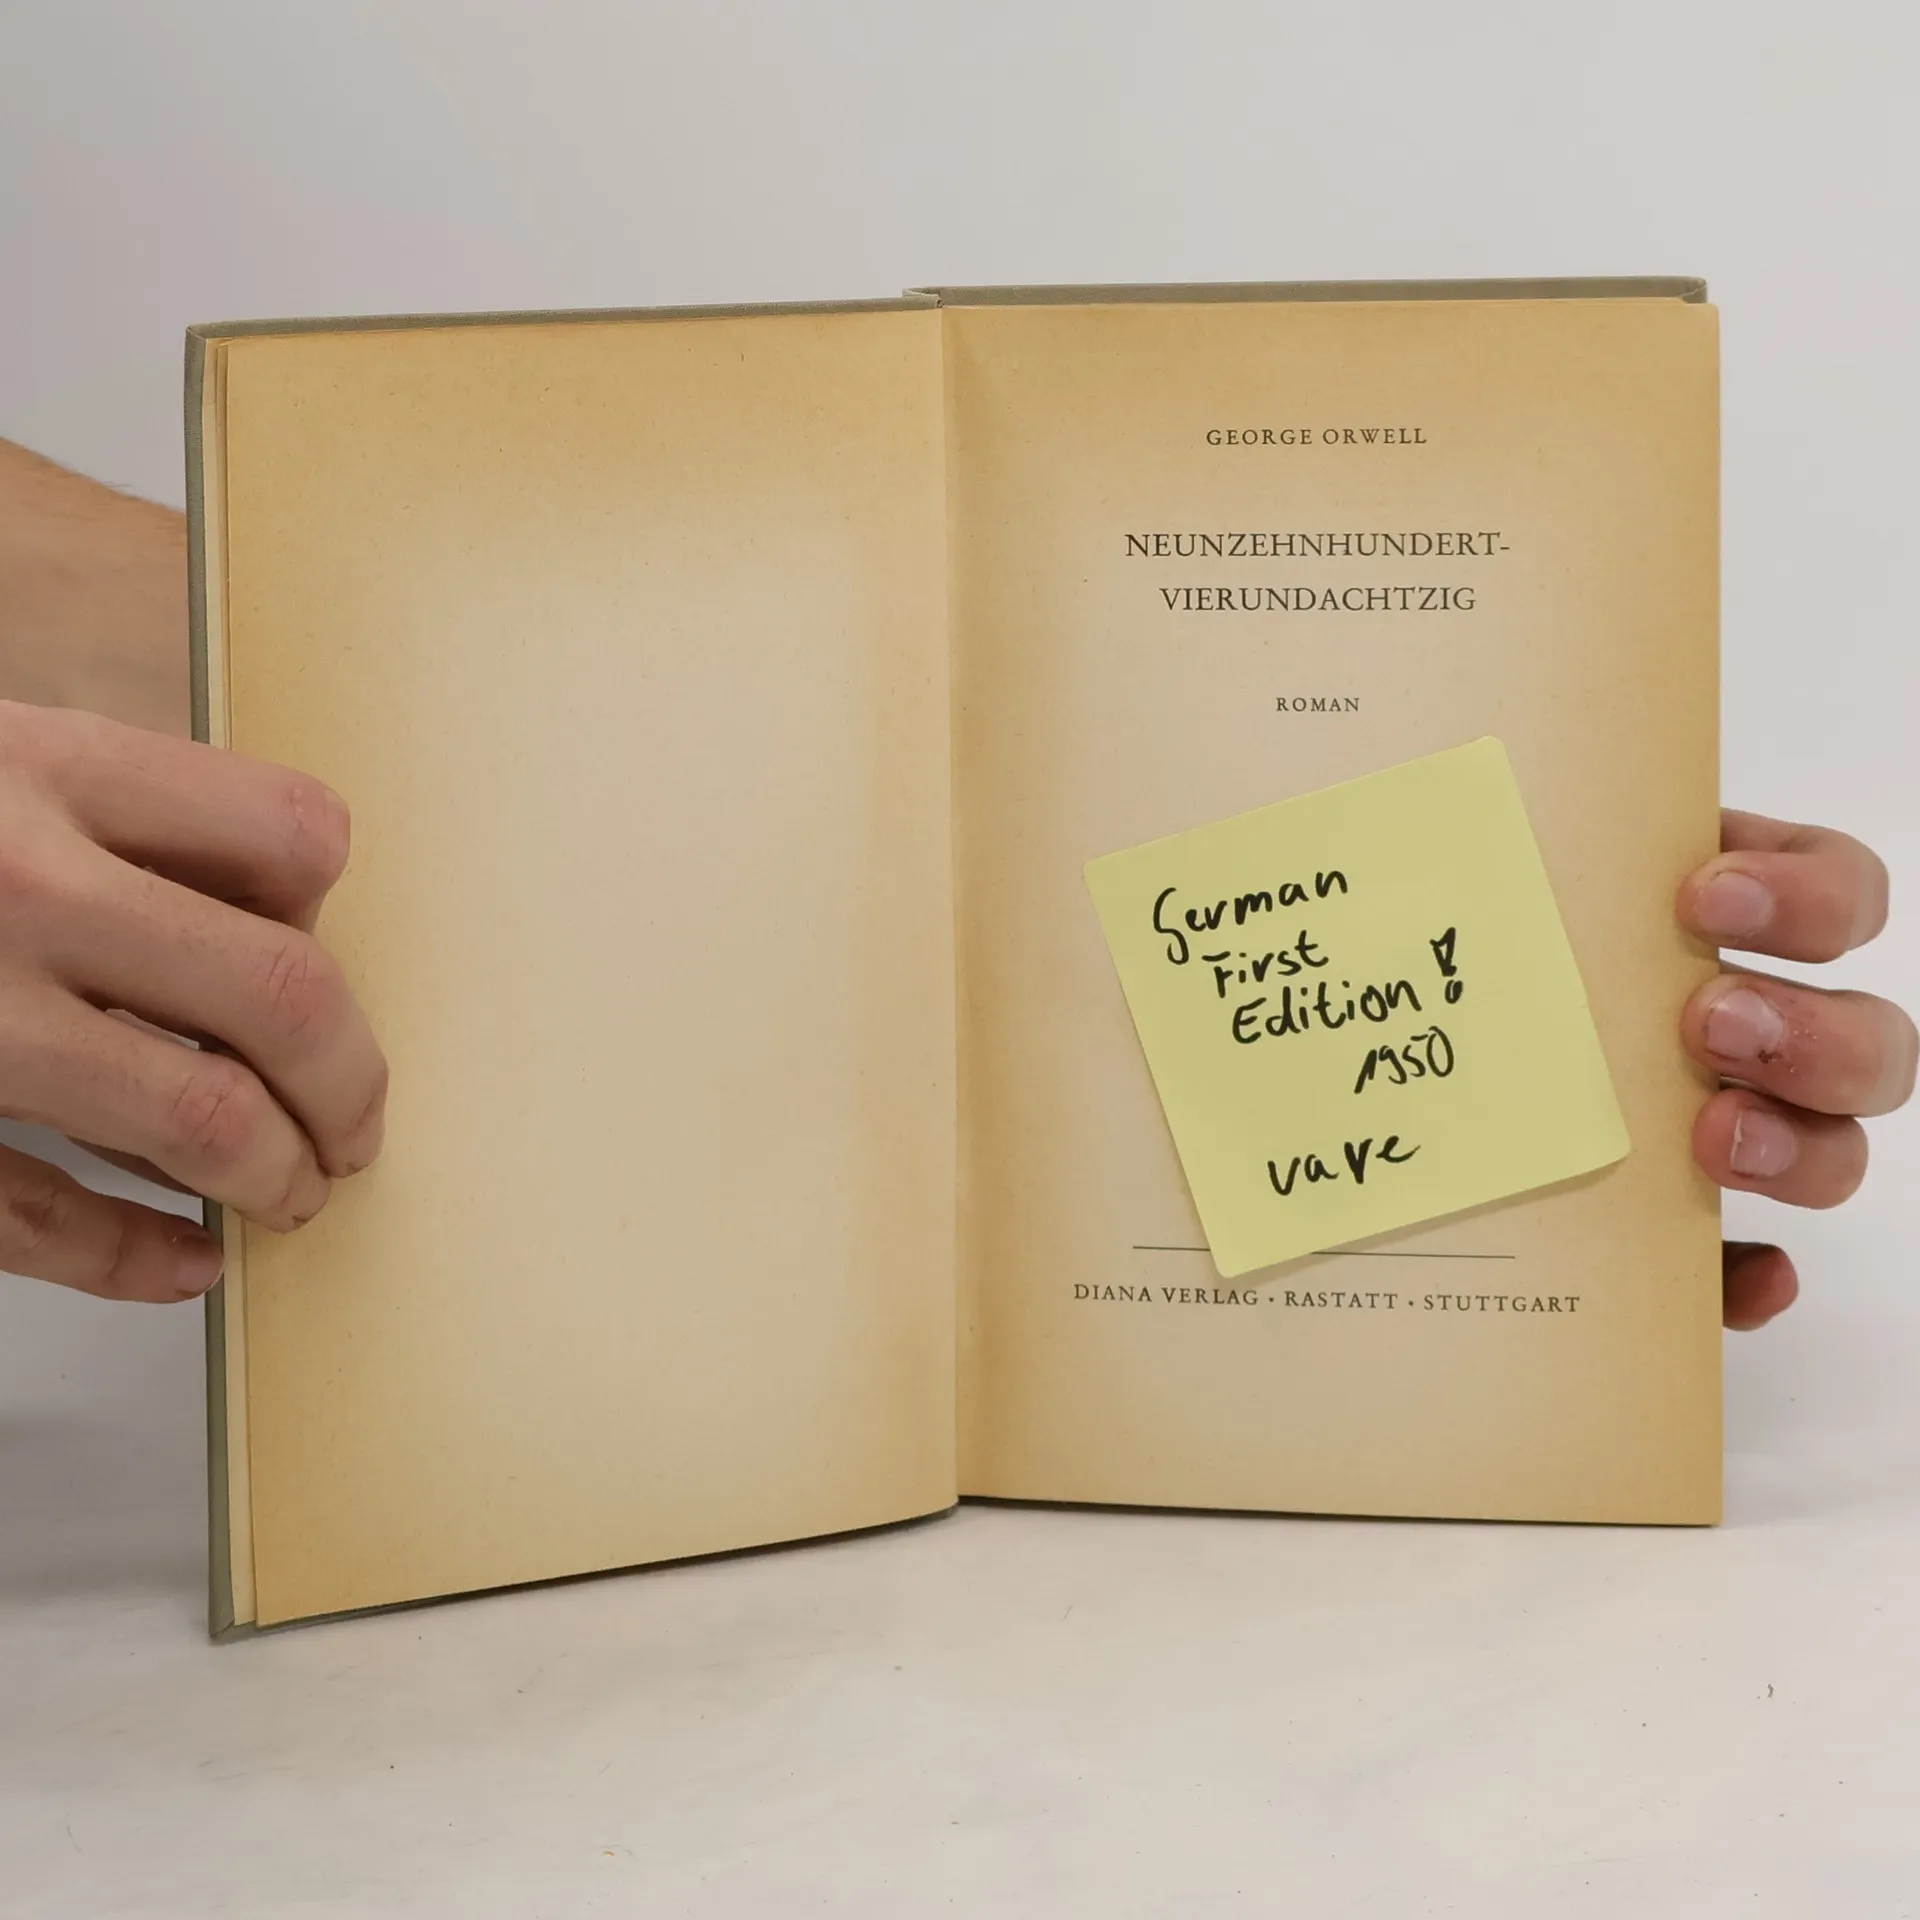 GEORGE ORWELL
NEUNZEHNHUNDERT-
VIERUNDACHTZIG
ROMAN
German
First
Edition!
1950
rare
DIANA VERLAG · RASTATT · STUTTGART